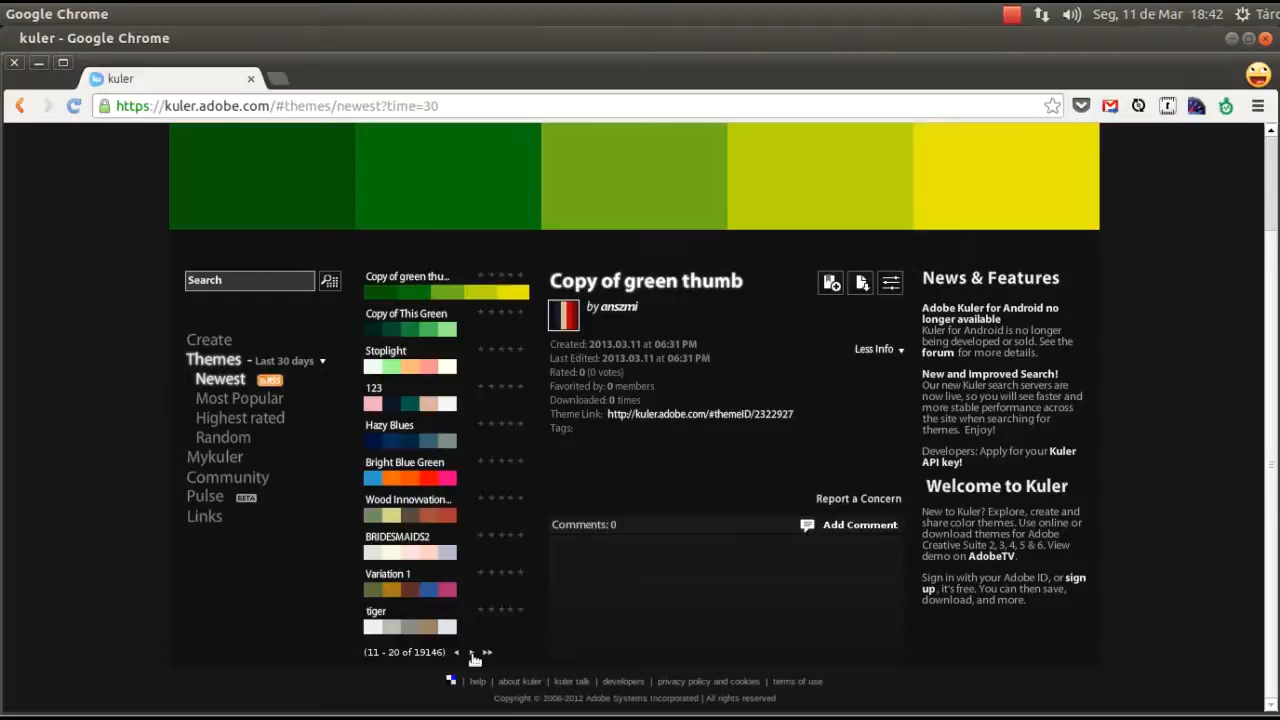 Google Chrome
Seg, 11 de Mar 18:42
kuler - Google Chrome
kuler
https://kuler.adobe.com/#themes/newest?time=30
Search
Create
Themes - Last 30 days
Newest RSS
Most Popular
Highest rated
Random
Mykuler
Community
Pulse BETA
Links
Copy of green thu...
Copy of This Green
Stoplight
123
Hazy Blues
Bright Blue Green
Wood Innovvation...
BRIDESMAIDS2
Variation 1
tiger
(11 - 20 of 19146)
Copy of green thumb
by anszmi
Created: 2013.03.11 at 06:31 PM
Last Edited: 2013.03.11 at 06:31 PM
Rated: 0 (0 votes)
Favorited by: 0 members
Downloaded: 0 times
Theme Link: http://kuler.adobe.com/#themeID/2322927
Tags:
Less Info
Report a Concern
Comments: 0
Add Comment
News & Features
Adobe Kuler for Android no
longer available
Kuler for Android is no longer
being developed or sold. See the
forum for more details.
New and Improved Search!
Our new Kuler search servers are
now live, so you will see faster and
more stable performance across
the site when searching for
themes. Enjoy!
Developers: Apply for your Kuler
API key!
Welcome to Kuler
New to Kuler? Explore, create and
share color themes. Use online or
download themes for Adobe
Creative Suite 2, 3, 4, 5 & 6. View
demo on AdobeTV.
Sign in with your Adobe ID, or sign
up, it's free. You can then save,
download, and more.
| help | about kuler | kuler talk | developers | privacy policy and cookies | terms of use
Copyright © 2006-2012 Adobe Systems Incorporated | All rights reserved